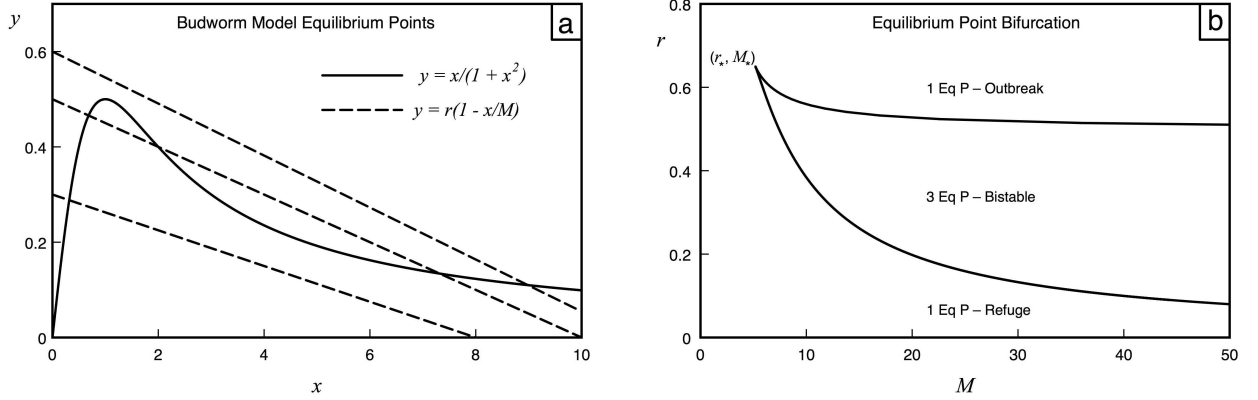 Budworm Model Equilibrium Points
a
y
y = x/(1 + x²)
y = r(1 - x/M)
0.6
0.4
0.2
0
0 2 4 6 8 10
x
Equilibrium Point Bifurcation
b
r
(r⋆, M⋆)
1 Eq P – Outbreak
3 Eq P – Bistable
1 Eq P – Refuge
0.8
0.6
0.4
0.2
0
0 10 20 30 40 50
M